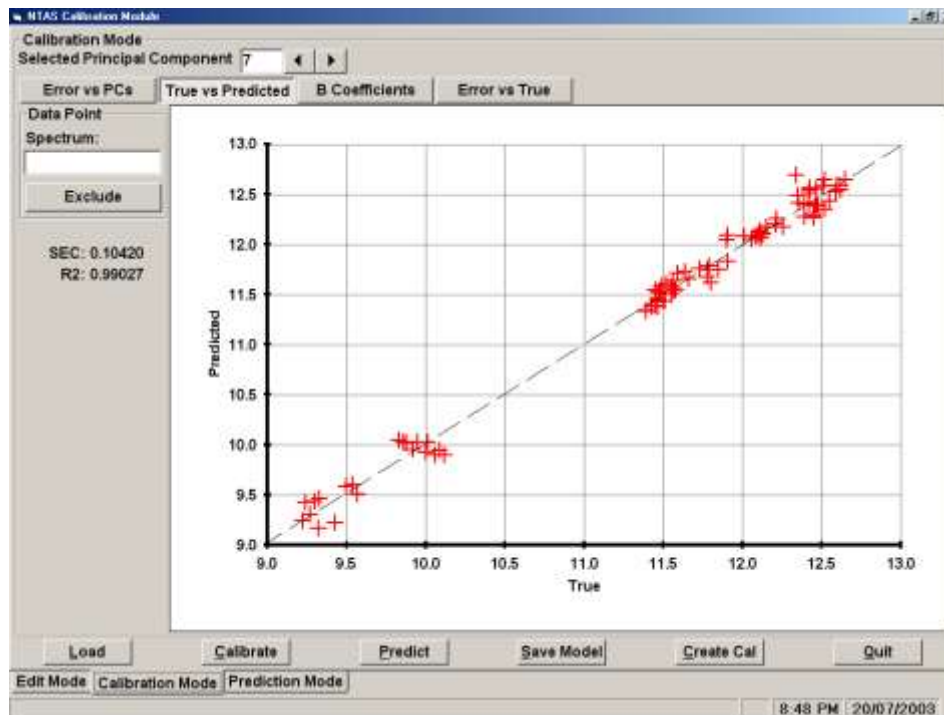 NTAS Calibration Module
Calibration Mode
Selected Principal Component 7
Error vs PCs True vs Predicted B Coefficients Error vs True
Data Point
Spectrum:
Exclude
SEC: 0.10420
R2: 0.99027
13.0
12.5
12.0
11.5
11.0
10.5
10.0
9.5
9.0
Predicted
9.0 9.5 10.0 10.5 11.0 11.5 12.0 12.5 13.0
True
Load Calibrate Predict Save Model Create Cal Quit
Edit Mode Calibration Mode Prediction Mode
8:48 PM 20/07/2003